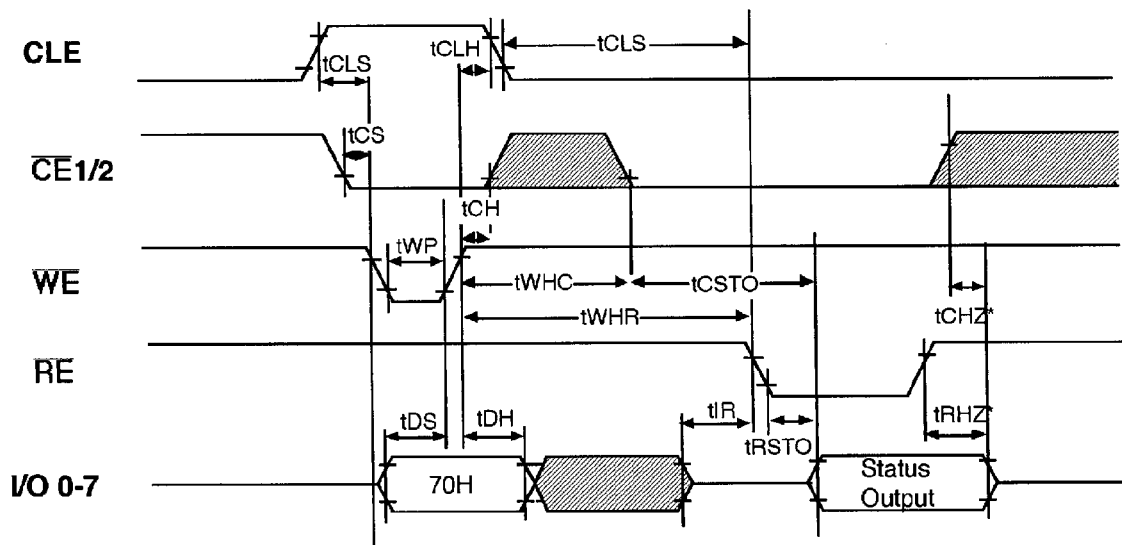 CLE
tCLS
tCLH
tCLS
CE1/2
tCS
tCH
WE
tWP
tWHC
tCSTO
tWHR
tCHZ*
RE
tDS
tDH
tIR
tRSTO
tRHZ*
I/O 0-7
70H
Status
Output